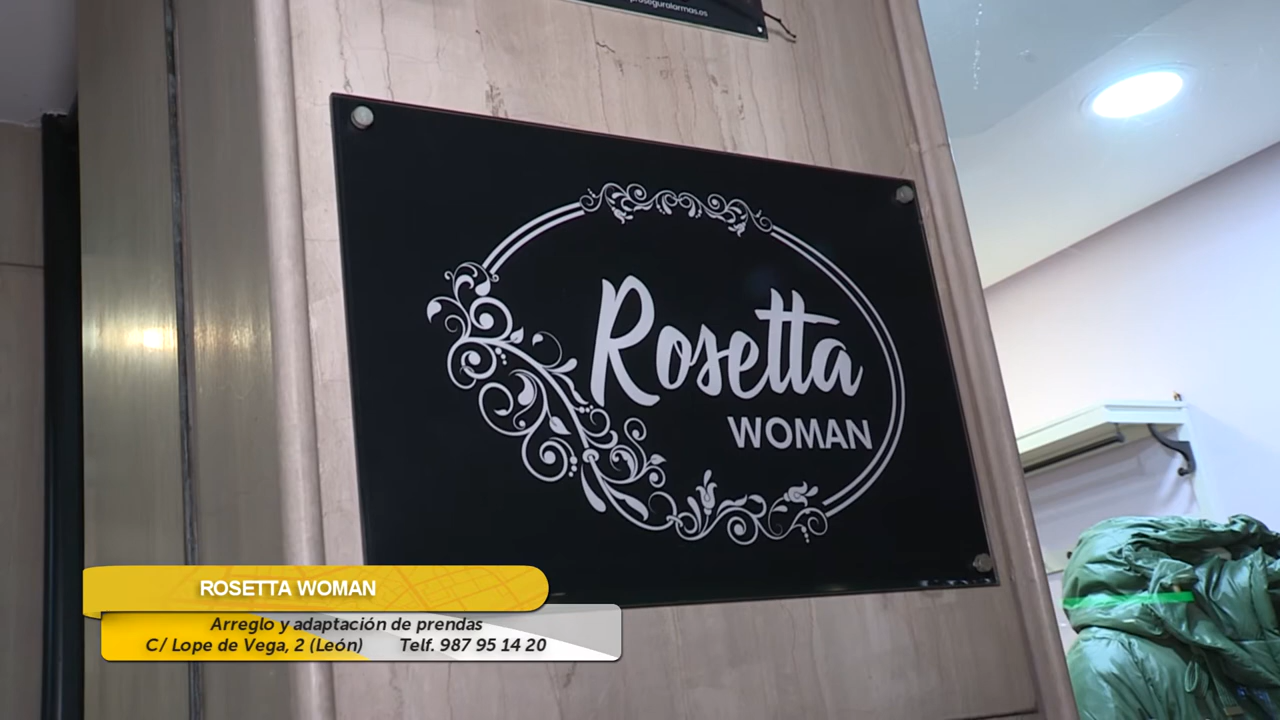 Rosetta
WOMAN
ROSETTA WOMAN
Arreglo y adaptación de prendas
C/ Lope de Vega, 2 (León) Telf. 987 95 14 20